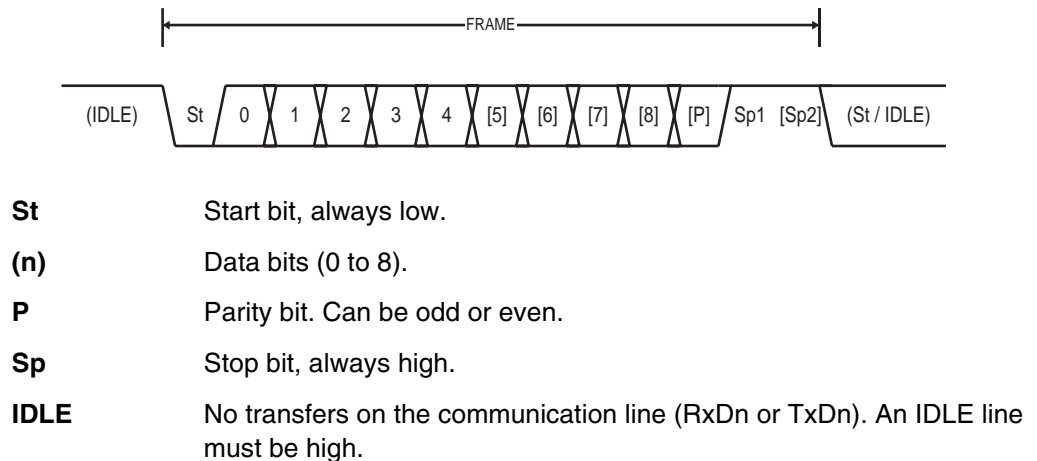 FRAME
(IDLE) St 0 1 2 3 4 [5] [6] [7] [8] [P] Sp1 [Sp2] (St / IDLE)
St Start bit, always low.
(n) Data bits (0 to 8).
P Parity bit. Can be odd or even.
Sp Stop bit, always high.
IDLE No transfers on the communication line (RxDn or TxDn). An IDLE line
must be high.